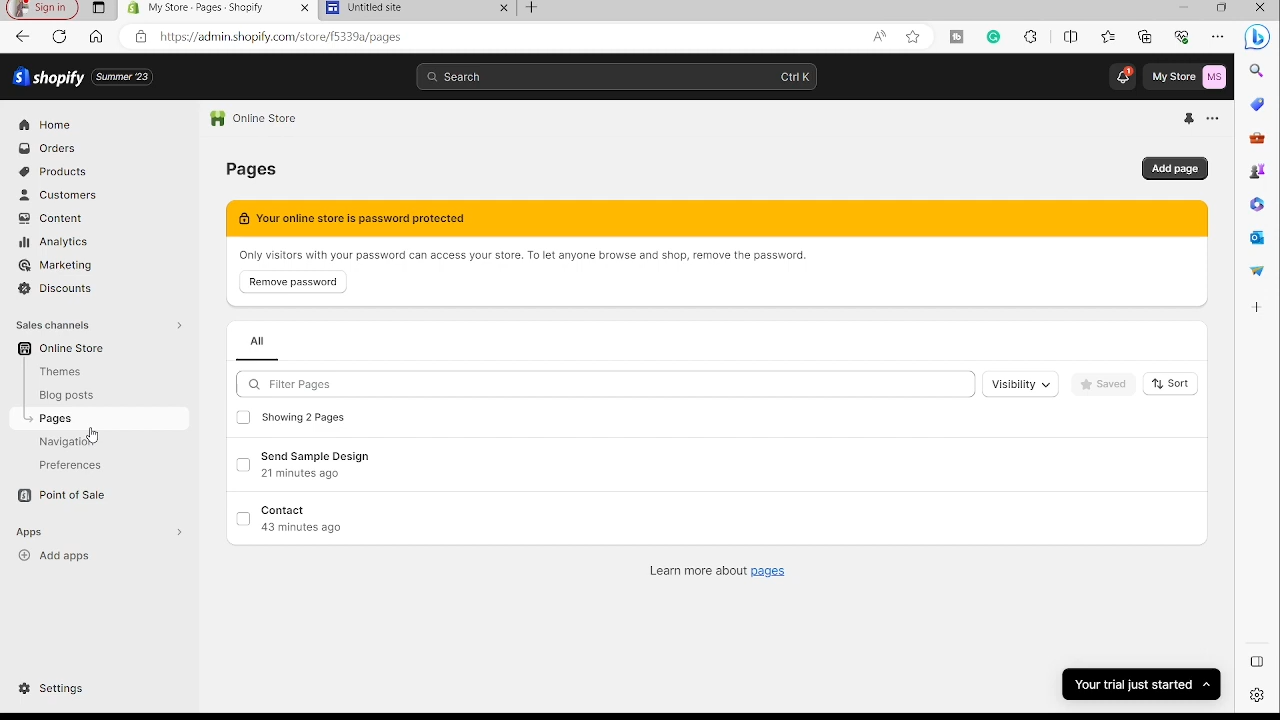 Sign in
My Store · Pages · Shopify
Untitled site
https://admin.shopify.com/store/f5339a/pages
shopify
Summer '23
Search
Ctrl K
1
My Store
MS
Home
Orders
Products
Customers
Content
Analytics
Marketing
Discounts
Sales channels
Online Store
Themes
Blog posts
Pages
Navigation
Preferences
Point of Sale
Apps
Add apps
Settings
Online Store
Pages
Add page
Your online store is password protected
Only visitors with your password can access your store. To let anyone browse and shop, remove the password.
Remove password
All
Filter Pages
Visibility
Saved
Sort
Showing 2 Pages
Send Sample Design
21 minutes ago
Contact
43 minutes ago
Learn more about pages
Your trial just started